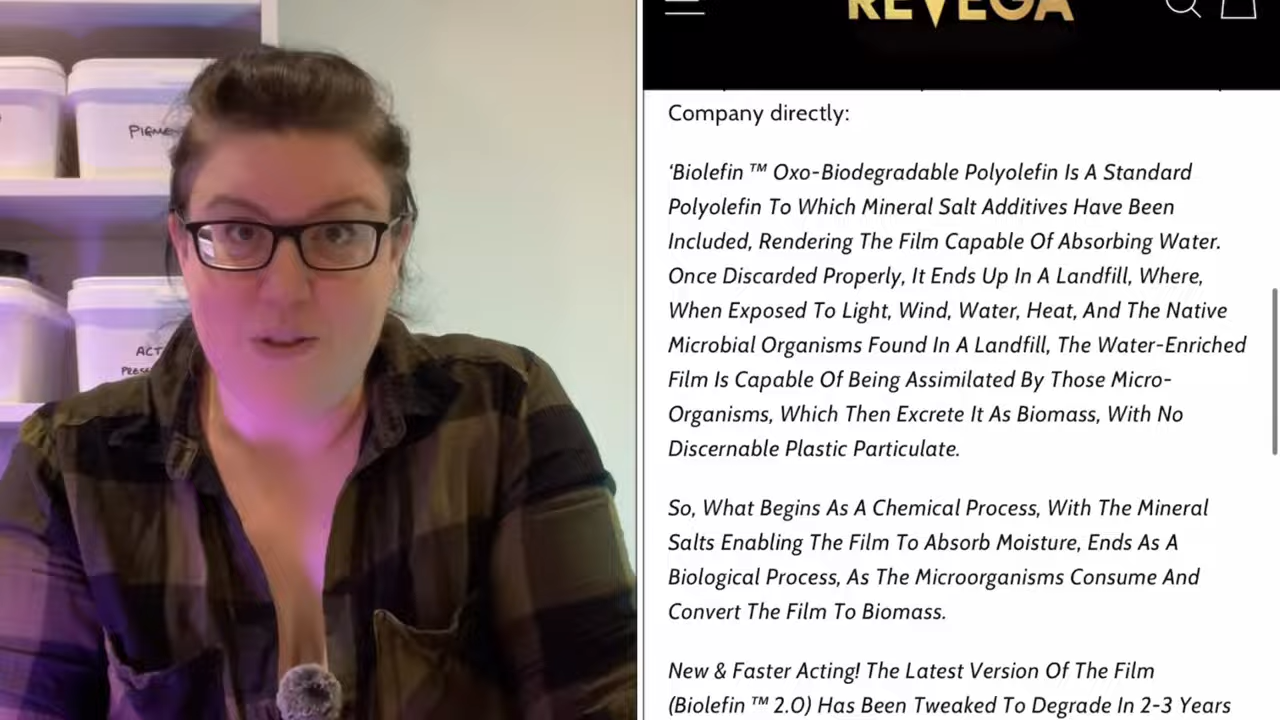 PIGMEN
ACT
PRESS
REVEGA
Company directly:
‘Biolefin ™ Oxo-Biodegradable Polyolefin Is A Standard
Polyolefin To Which Mineral Salt Additives Have Been
Included, Rendering The Film Capable Of Absorbing Water.
Once Discarded Properly, It Ends Up In A Landfill, Where,
When Exposed To Light, Wind, Water, Heat, And The Native
Microbial Organisms Found In A Landfill, The Water-Enriched
Film Is Capable Of Being Assimilated By Those Micro-
Organisms, Which Then Excrete It As Biomass, With No
Discernable Plastic Particulate.
So, What Begins As A Chemical Process, With The Mineral
Salts Enabling The Film To Absorb Moisture, Ends As A
Biological Process, As The Microorganisms Consume And
Convert The Film To Biomass.
New & Faster Acting! The Latest Version Of The Film
(Biolefin ™ 2.0) Has Been Tweaked To Degrade In 2-3 Years